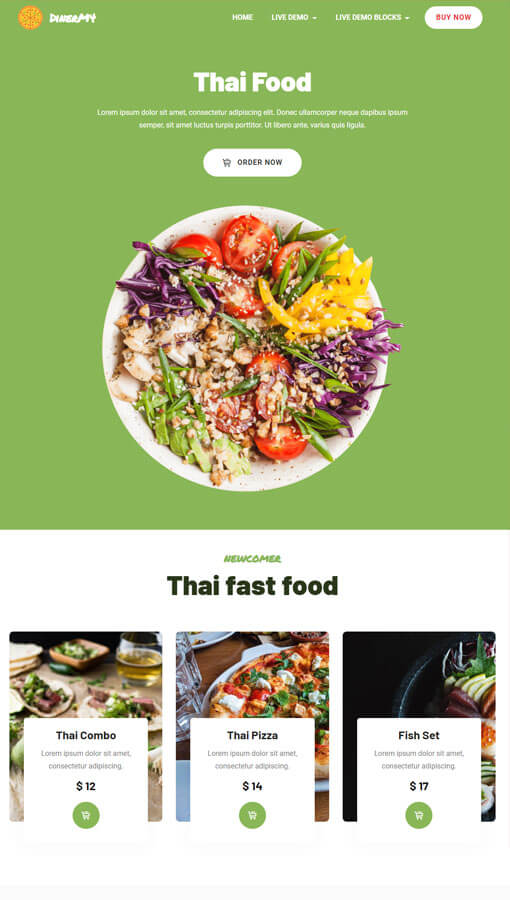 DinerM4
HOME
LIVE DEMO
LIVE DEMO BLOCKS
BUY NOW
Thai Food
Lorem ipsum dolor sit amet, consectetur adipiscing elit. Donec ullamcorper neque dapibus ipsum
semper, sit amet luctus turpis porttitor. Ut libero ante, varius quis ligula.
ORDER NOW
NEWCOMER
Thai fast food
Thai Combo
Lorem ipsum dolor sit amet,
consectetur adipiscing.
$ 12
Thai Pizza
Lorem ipsum dolor sit amet,
consectetur adipiscing.
$ 14
Fish Set
Lorem ipsum dolor sit amet,
consectetur adipiscing.
$ 17